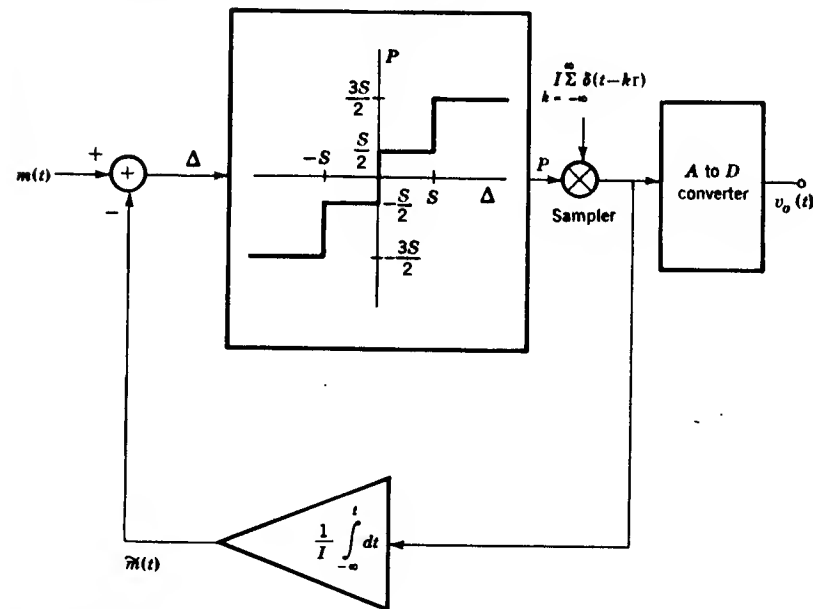 P
∞
I Σ δ(t−kτ)
k = −∞
3S/2
S/2
−S
S
Δ
−S/2
−3S/2
+
m(t)
+
Δ
−
P
Sampler
A to D
converter
v_o (t)
1/I ∫ dt
t
−∞
m̃(t)